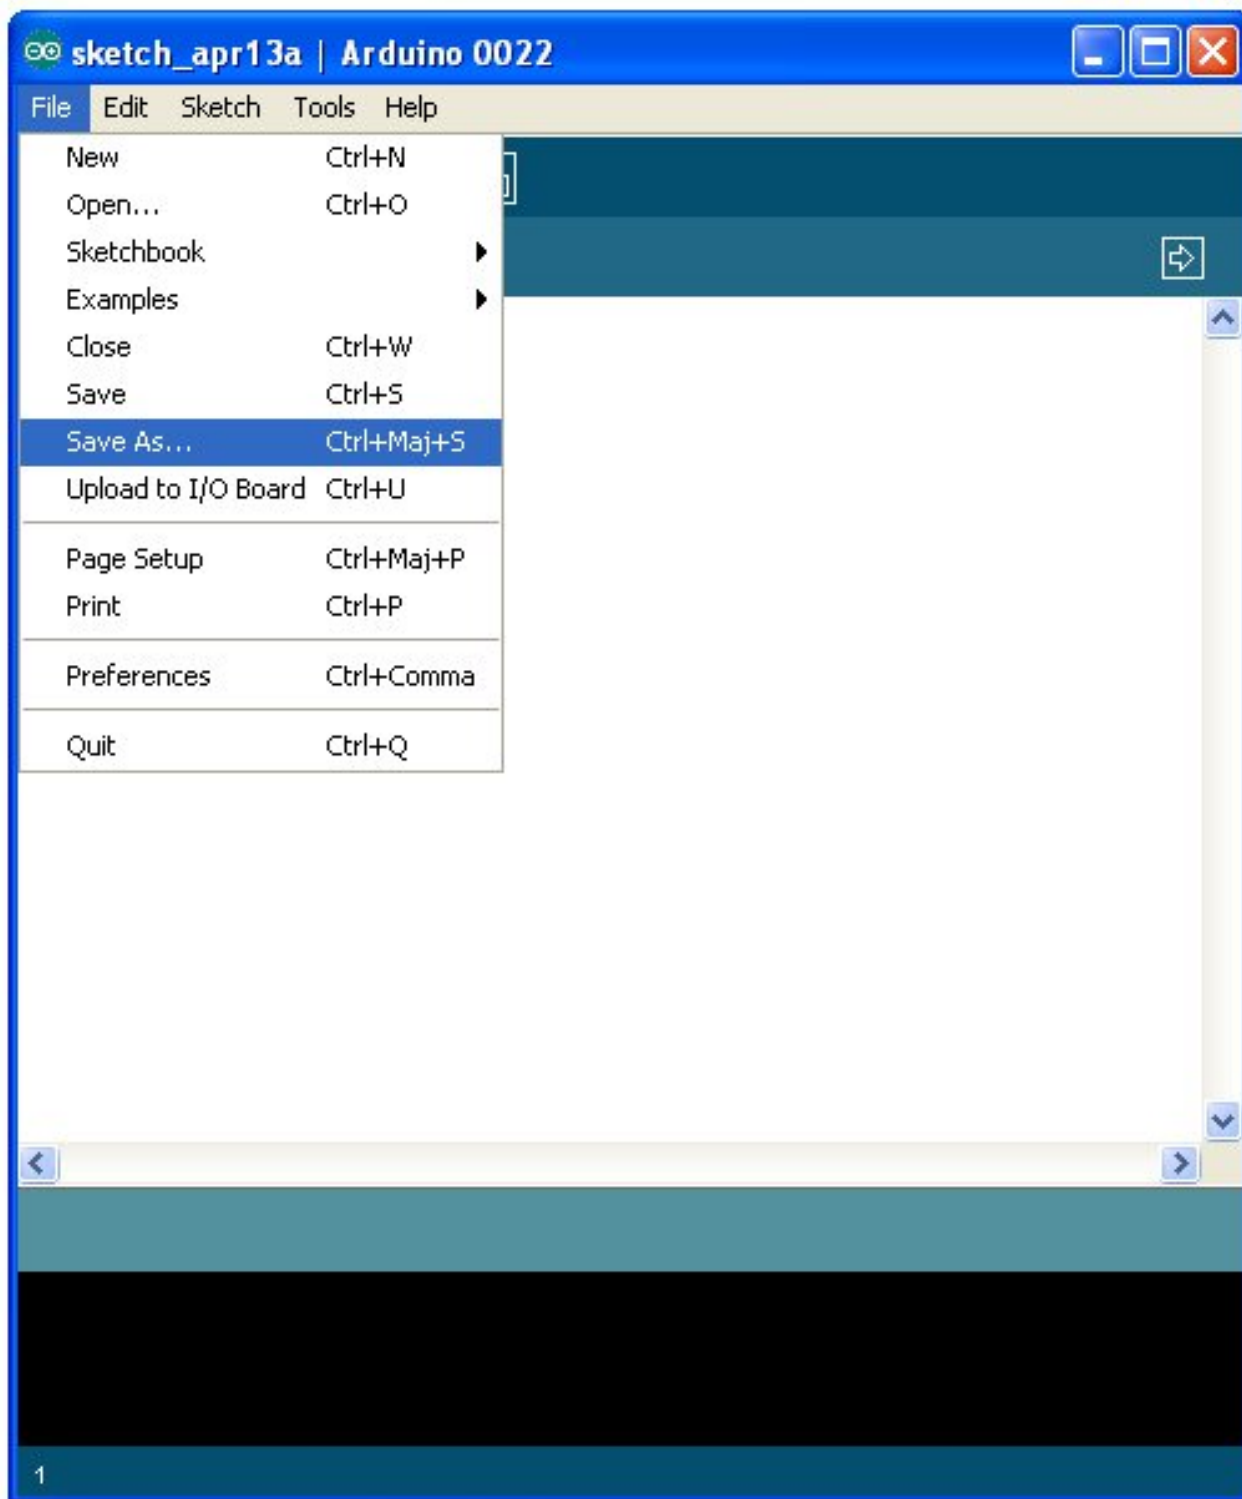 sketch_apr13a | Arduino 0022
File Edit Sketch Tools Help
New Ctrl+N
Open... Ctrl+O
Sketchbook
Examples
Close Ctrl+W
Save Ctrl+S
Save As... Ctrl+Maj+S
Upload to I/O Board Ctrl+U
Page Setup Ctrl+Maj+P
Print Ctrl+P
Preferences Ctrl+Comma
Quit Ctrl+Q
1